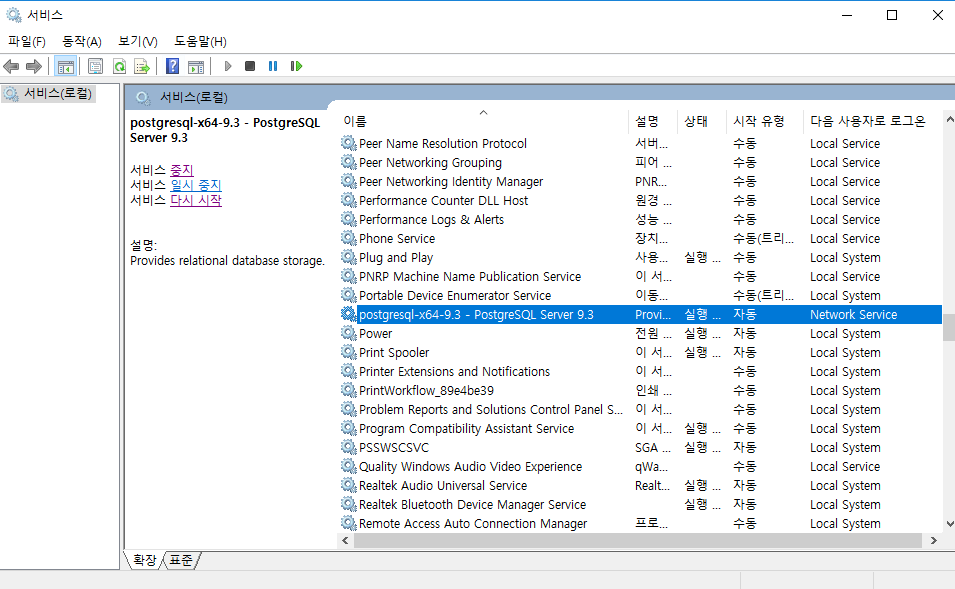 서비스
파일(F) 동작(A) 보기(V) 도움말(H)
서비스(로컬)
서비스(로컬)
postgresql-x64-9.3 - PostgreSQL
Server 9.3
서비스 중지
서비스 일시 중지
서비스 다시 시작
설명:
Provides relational database storage.
이름 설명 상태 시작 유형 다음 사용자로 로그온
Peer Name Resolution Protocol 서버... 수동 Local Service
Peer Networking Grouping 피어 ... 수동 Local Service
Peer Networking Identity Manager PNR... 수동 Local Service
Performance Counter DLL Host 원경 ... 수동 Local Service
Performance Logs & Alerts 성능 ... 수동 Local Service
Phone Service 장치... 수동(트리... Local Service
Plug and Play 사용... 실행 ... 수동 Local System
PNRP Machine Name Publication Service 이 서... 수동 Local Service
Portable Device Enumerator Service 이동... 수동(트리... Local System
postgresql-x64-9.3 - PostgreSQL Server 9.3 Provi... 실행 ... 자동 Network Service
Power 전원 ... 실행 ... 자동 Local System
Print Spooler 이 서... 실행 ... 자동 Local System
Printer Extensions and Notifications 이 서... 수동 Local System
PrintWorkflow_89e4be39 인쇄 ... 수동 Local System
Problem Reports and Solutions Control Panel S... 이 서... 수동 Local System
Program Compatibility Assistant Service 이 서... 실행 ... 수동 Local System
PSSWSCSVC SGA ... 실행 ... 자동 Local System
Quality Windows Audio Video Experience qWa... 수동 Local Service
Realtek Audio Universal Service Realt... 실행 ... 자동 Local System
Realtek Bluetooth Device Manager Service 실행 ... 자동 Local System
Remote Access Auto Connection Manager 프로... 수동 Local System
확장 표준